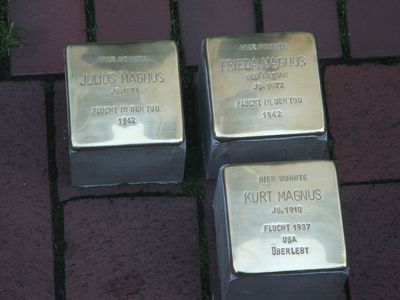 HIER WOHNTE
JULIUS MAGNUS
JG. 1871
FLUCHT IN DEN TOD
1942
HIER WOHNTE
FRIEDA MAGNUS
JG. 1872
FLUCHT IN DEN TOD
1942
HIER WOHNTE
KURT MAGNUS
JG. 1910
FLUCHT 1937
USA
ÜBERLEBT